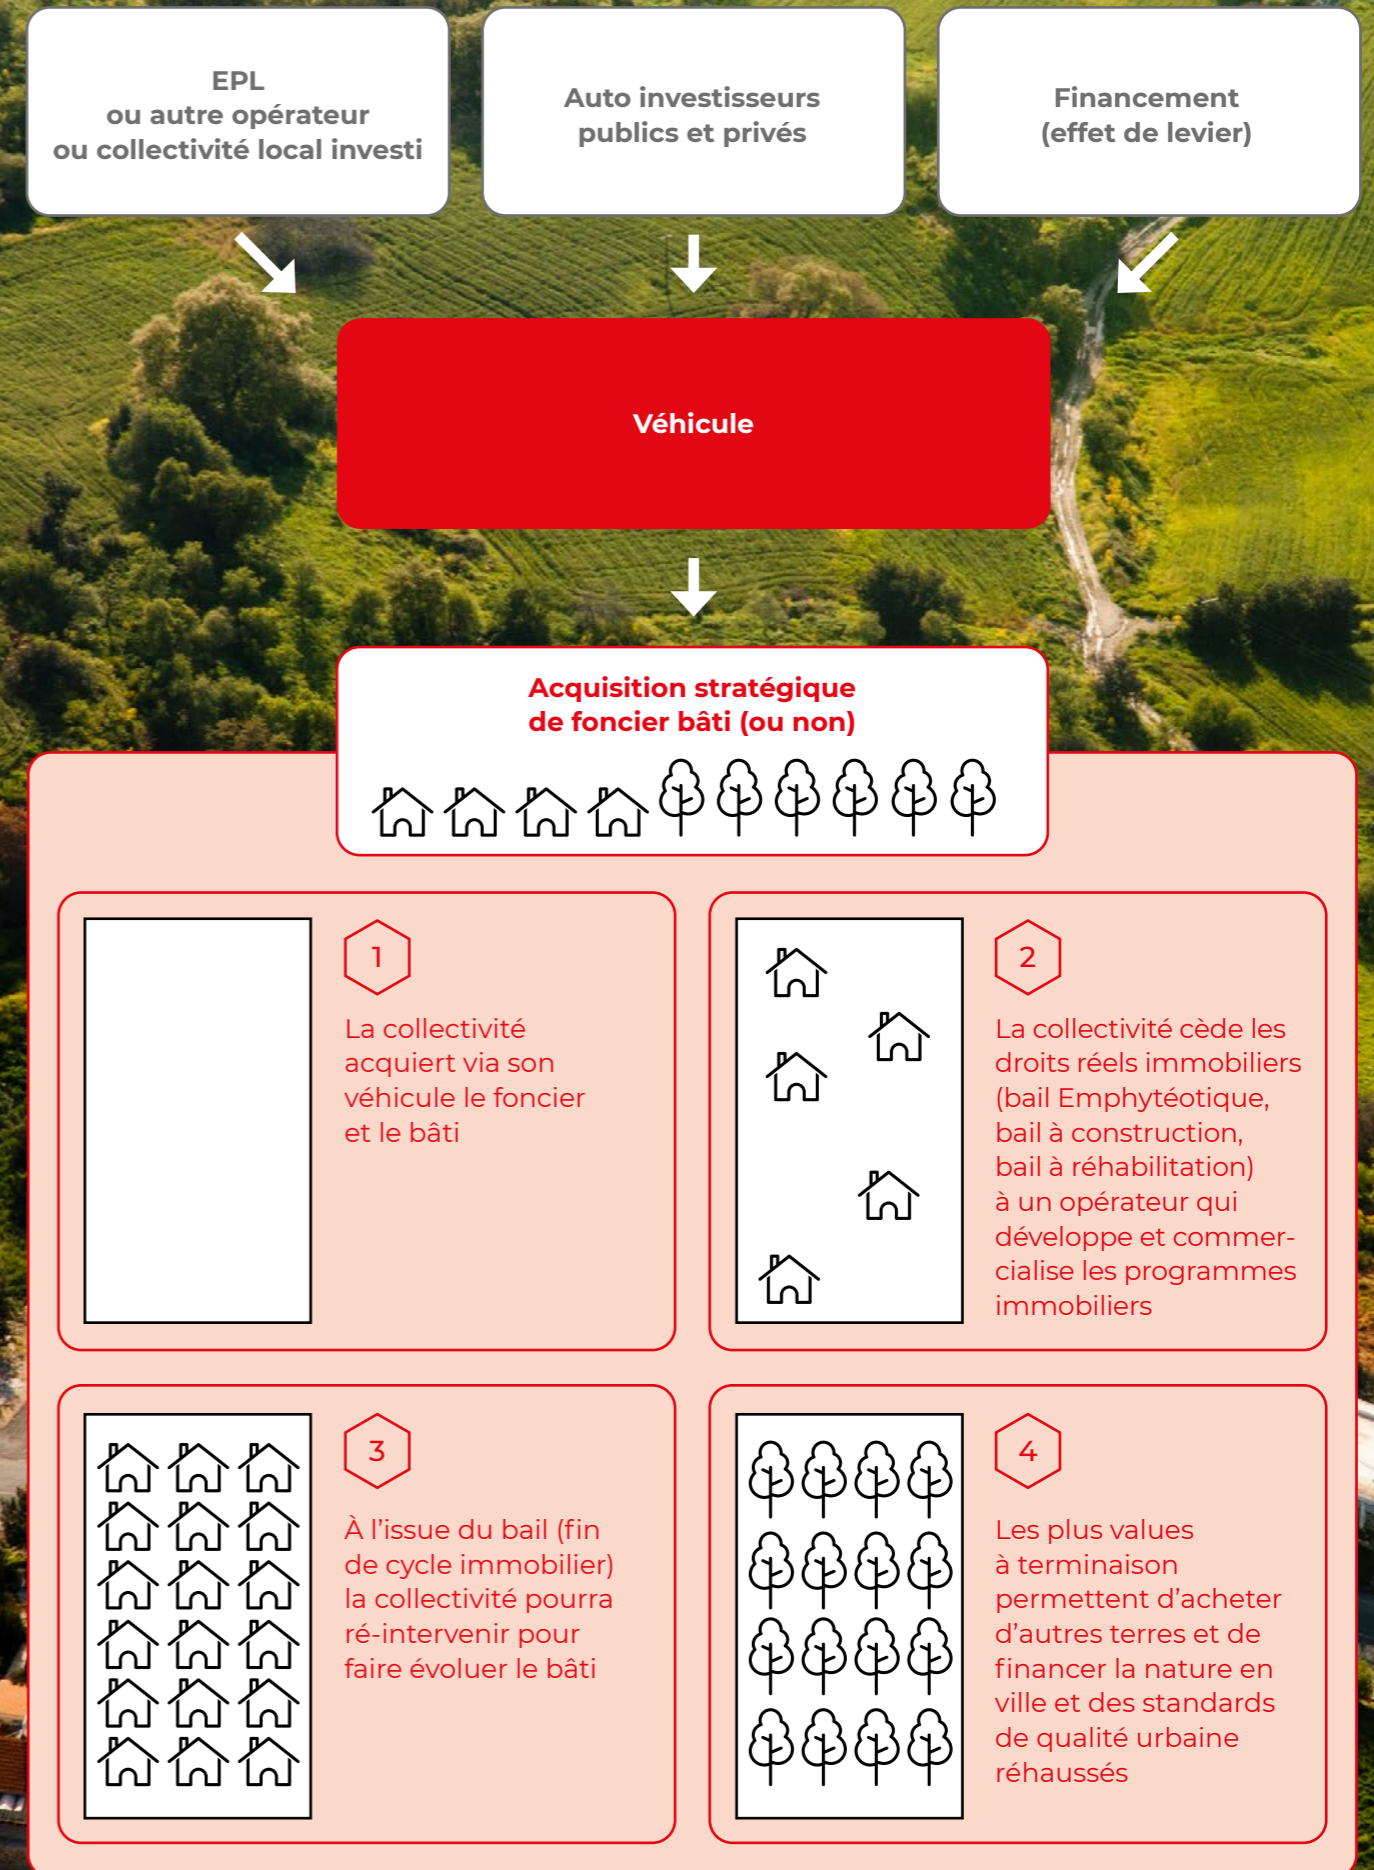 EPL
ou autre opérateur
ou collectivité local investi
Auto investisseurs
publics et privés
Financement
(effet de levier)
Véhicule
Acquisition stratégique
de foncier bâti (ou non)
1
La collectivité
acquiert via son
véhicule le foncier
et le bâti
2
La collectivité cède les
droits réels immobiliers
(bail Emphytéotique,
bail à construction,
bail à réhabilitation)
à un opérateur qui
développe et commer-
cialise les programmes
immobiliers
3
À l'issue du bail (fin
de cycle immobilier)
la collectivité pourra
ré-intervenir pour
faire évoluer le bâti
4
Les plus values
à terminaison
permettent d'acheter
d'autres terres et de
financer la nature en
ville et des standards
de qualité urbaine
réhaussés